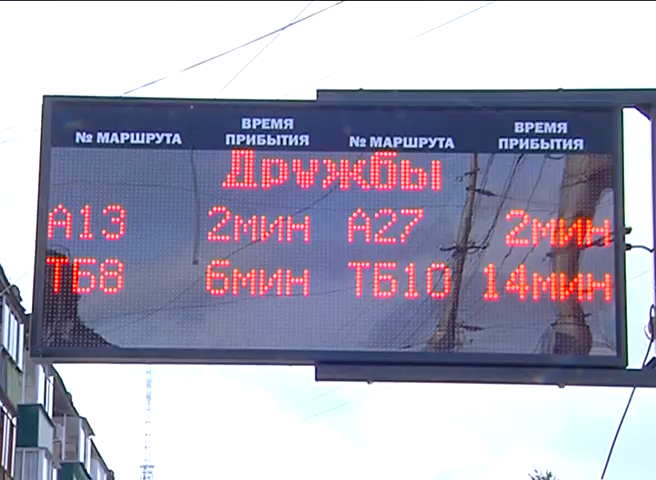 № МАРШРУТА ВРЕМЯ ПРИБЫТИЯ № МАРШРУТА ВРЕМЯ ПРИБЫТИЯ
Дружбы
А13 2мин А27 2мин
ТБ8 6мин ТБ10 14мин